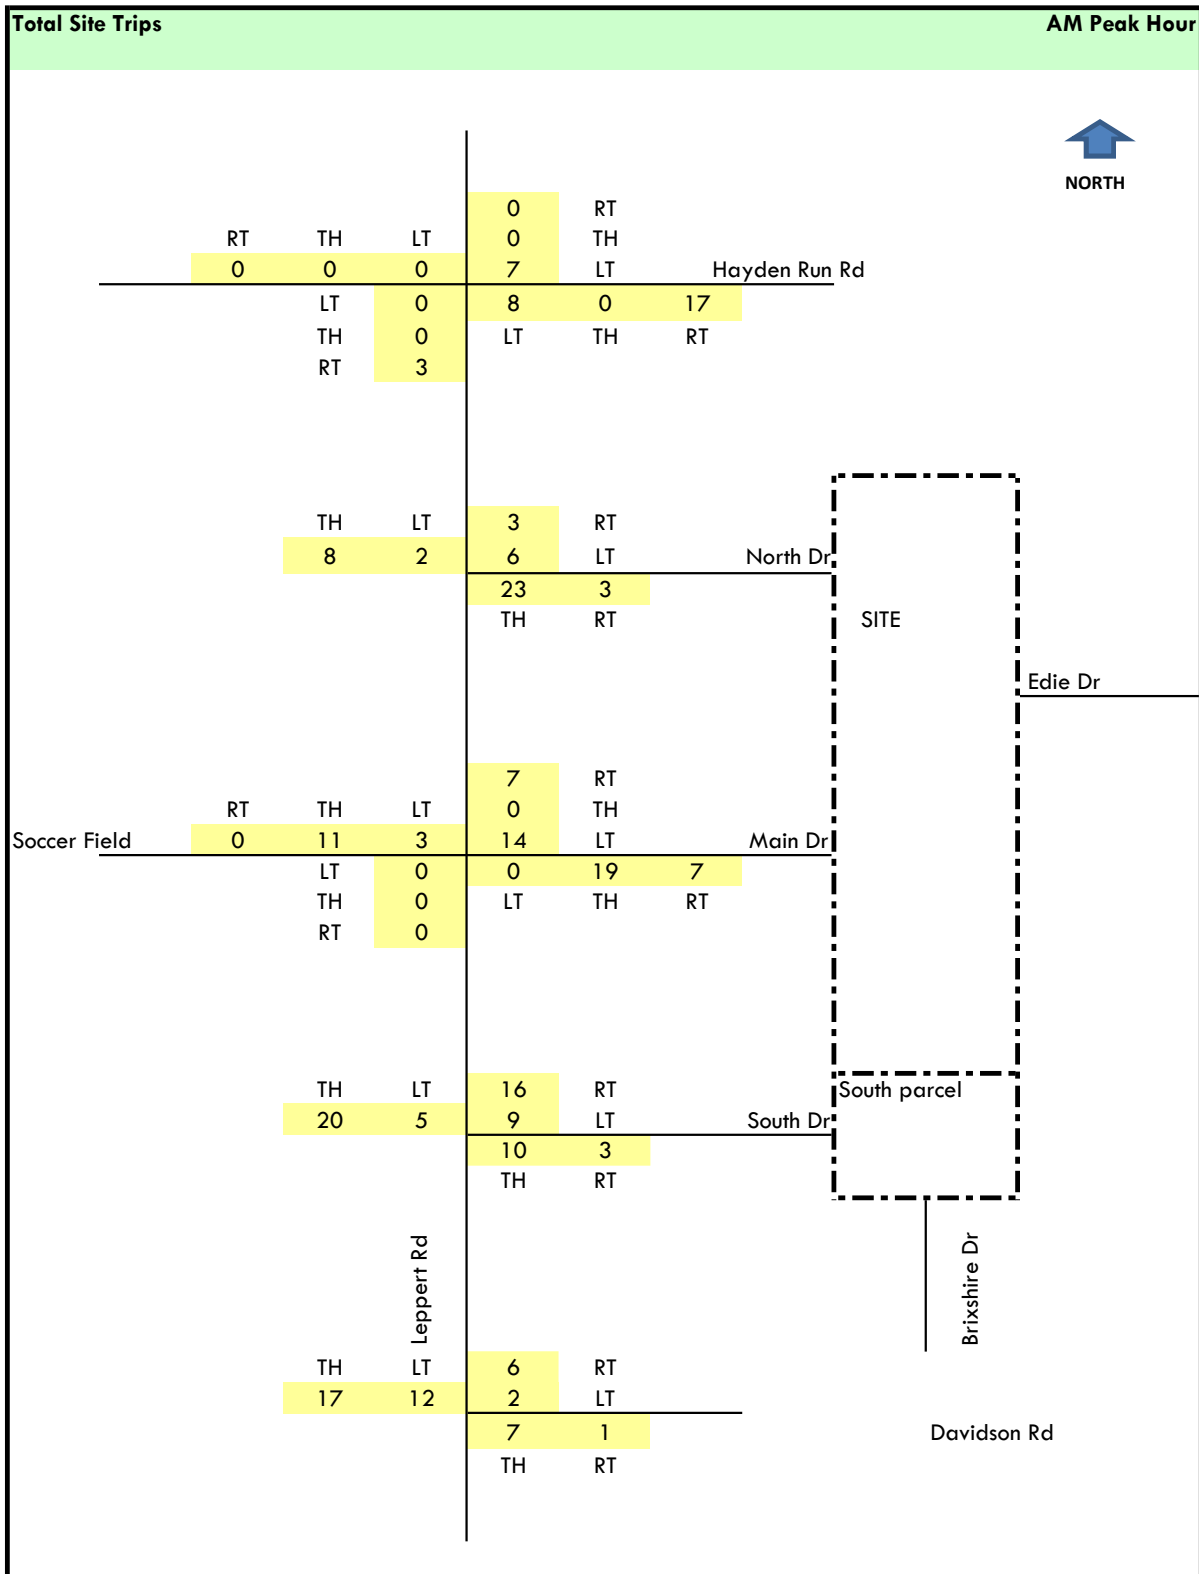 Total Site Trips AM Peak Hour
NORTH
0 RT
RT TH LT 0 TH
0 0 0 7 LT Hayden Run Rd
LT 0 8 0 17
TH 0 LT TH RT
RT 3
TH LT 3 RT
8 2 6 LT North Dr
23 3
TH RT SITE
Edie Dr
7 RT
RT TH LT 0 TH
Soccer Field 0 11 3 14 LT Main Dr
LT 0 0 19 7
TH 0 LT TH RT
RT 0
TH LT 16 RT South parcel
20 5 9 LT South Dr
10 3
TH RT
Leppert Rd
Brixshire Dr
TH LT 6 RT
17 12 2 LT
7 1 Davidson Rd
TH RT